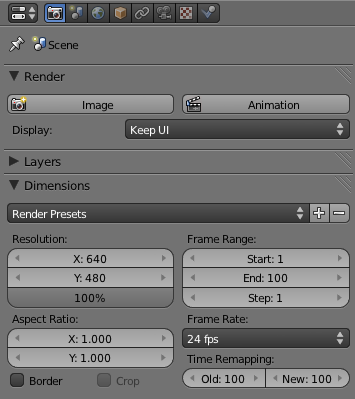 Scene
Render
Image
Animation
Display:
Keep UI
Layers
Dimensions
Render Presets
Resolution:
X: 640
Y: 480
100%
Frame Range:
Start: 1
End: 100
Step: 1
Aspect Ratio:
X: 1.000
Y: 1.000
Border
Crop
Frame Rate:
24 fps
Time Remapping:
Old: 100
New: 100